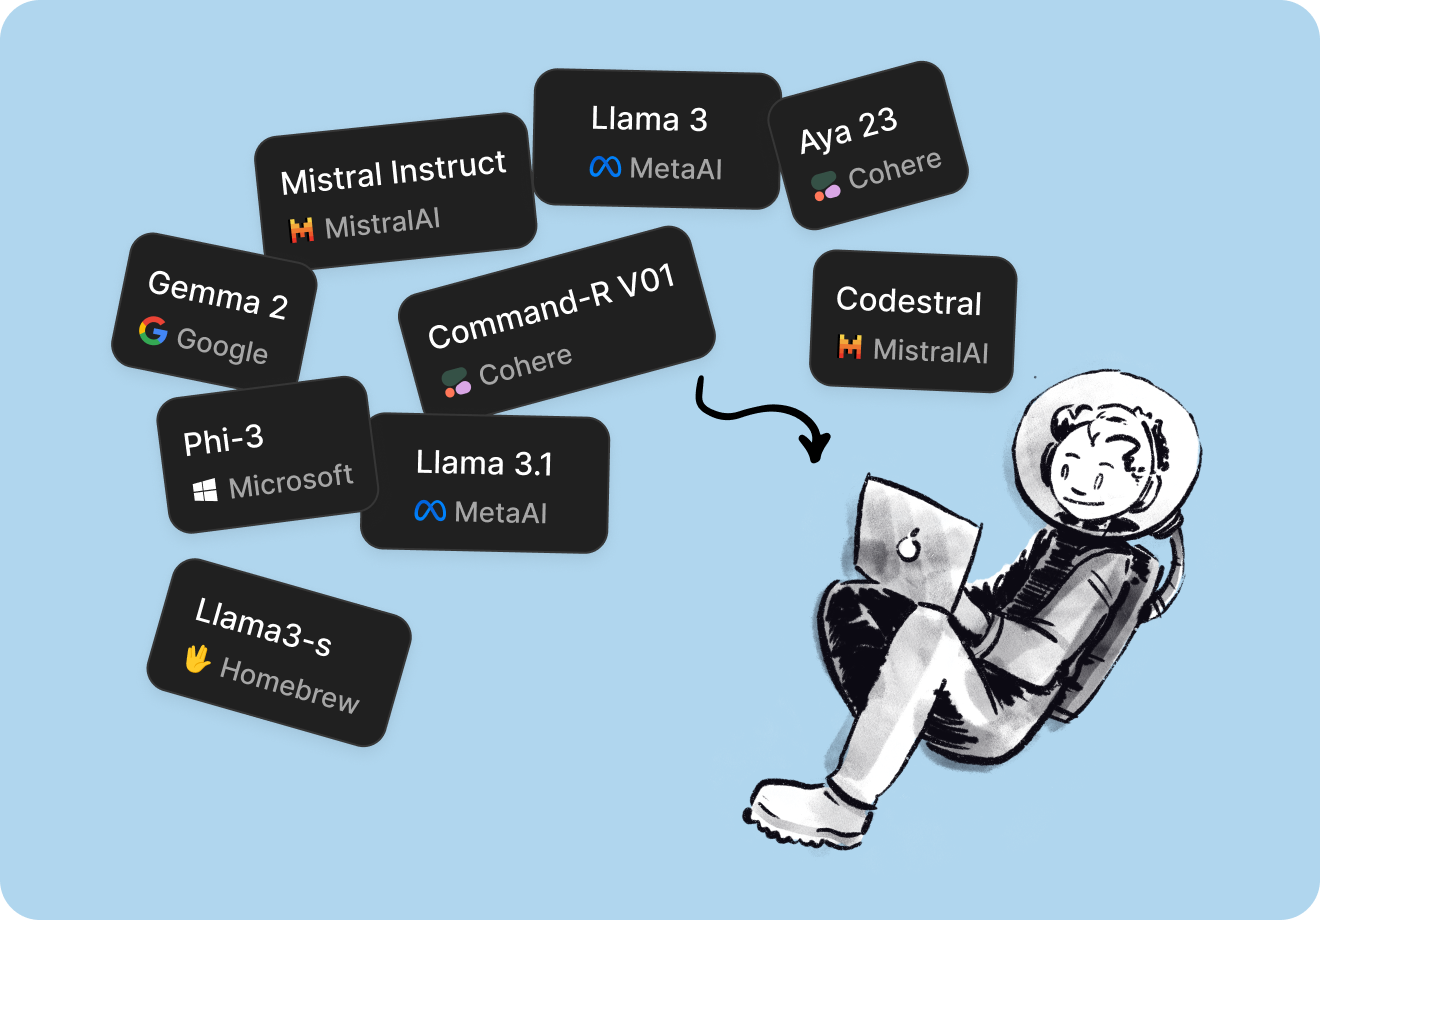 Llama 3
MetaAI
Aya 23
Cohere
Mistral Instruct
MistralAI
Gemma 2
Google
Command-R V01
Cohere
Codestral
MistralAI
Phi-3
Microsoft
Llama 3.1
MetaAI
Llama3-s
Homebrew